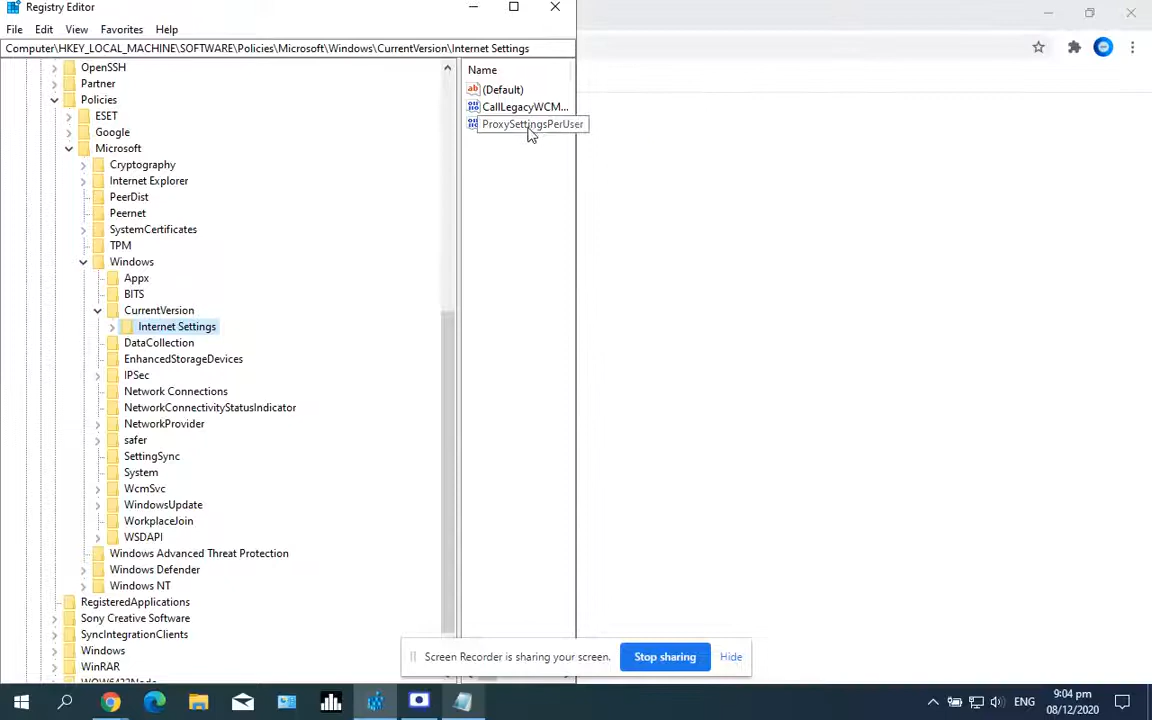 Registry Editor
File Edit View Favorites Help
Computer\HKEY_LOCAL_MACHINE\SOFTWARE\Policies\Microsoft\Windows\CurrentVersion\Internet Settings
OpenSSH
Partner
Policies
ESET
Google
Microsoft
Cryptography
Internet Explorer
PeerDist
Peernet
SystemCertificates
TPM
Windows
Appx
BITS
CurrentVersion
Internet Settings
DataCollection
EnhancedStorageDevices
IPSec
Network Connections
NetworkConnectivityStatusIndicator
NetworkProvider
safer
SettingSync
System
WcmSvc
WindowsUpdate
WorkplaceJoin
WSDAPI
Windows Advanced Threat Protection
Windows Defender
Windows NT
RegisteredApplications
Sony Creative Software
SyncIntegrationClients
Windows
WinRAR
WOW6432Node
Name
(Default)
CallLegacyWCM...
ProxySettingsPerUser
Screen Recorder is sharing your screen. Stop sharing Hide
ENG
9:04 pm
08/12/2020